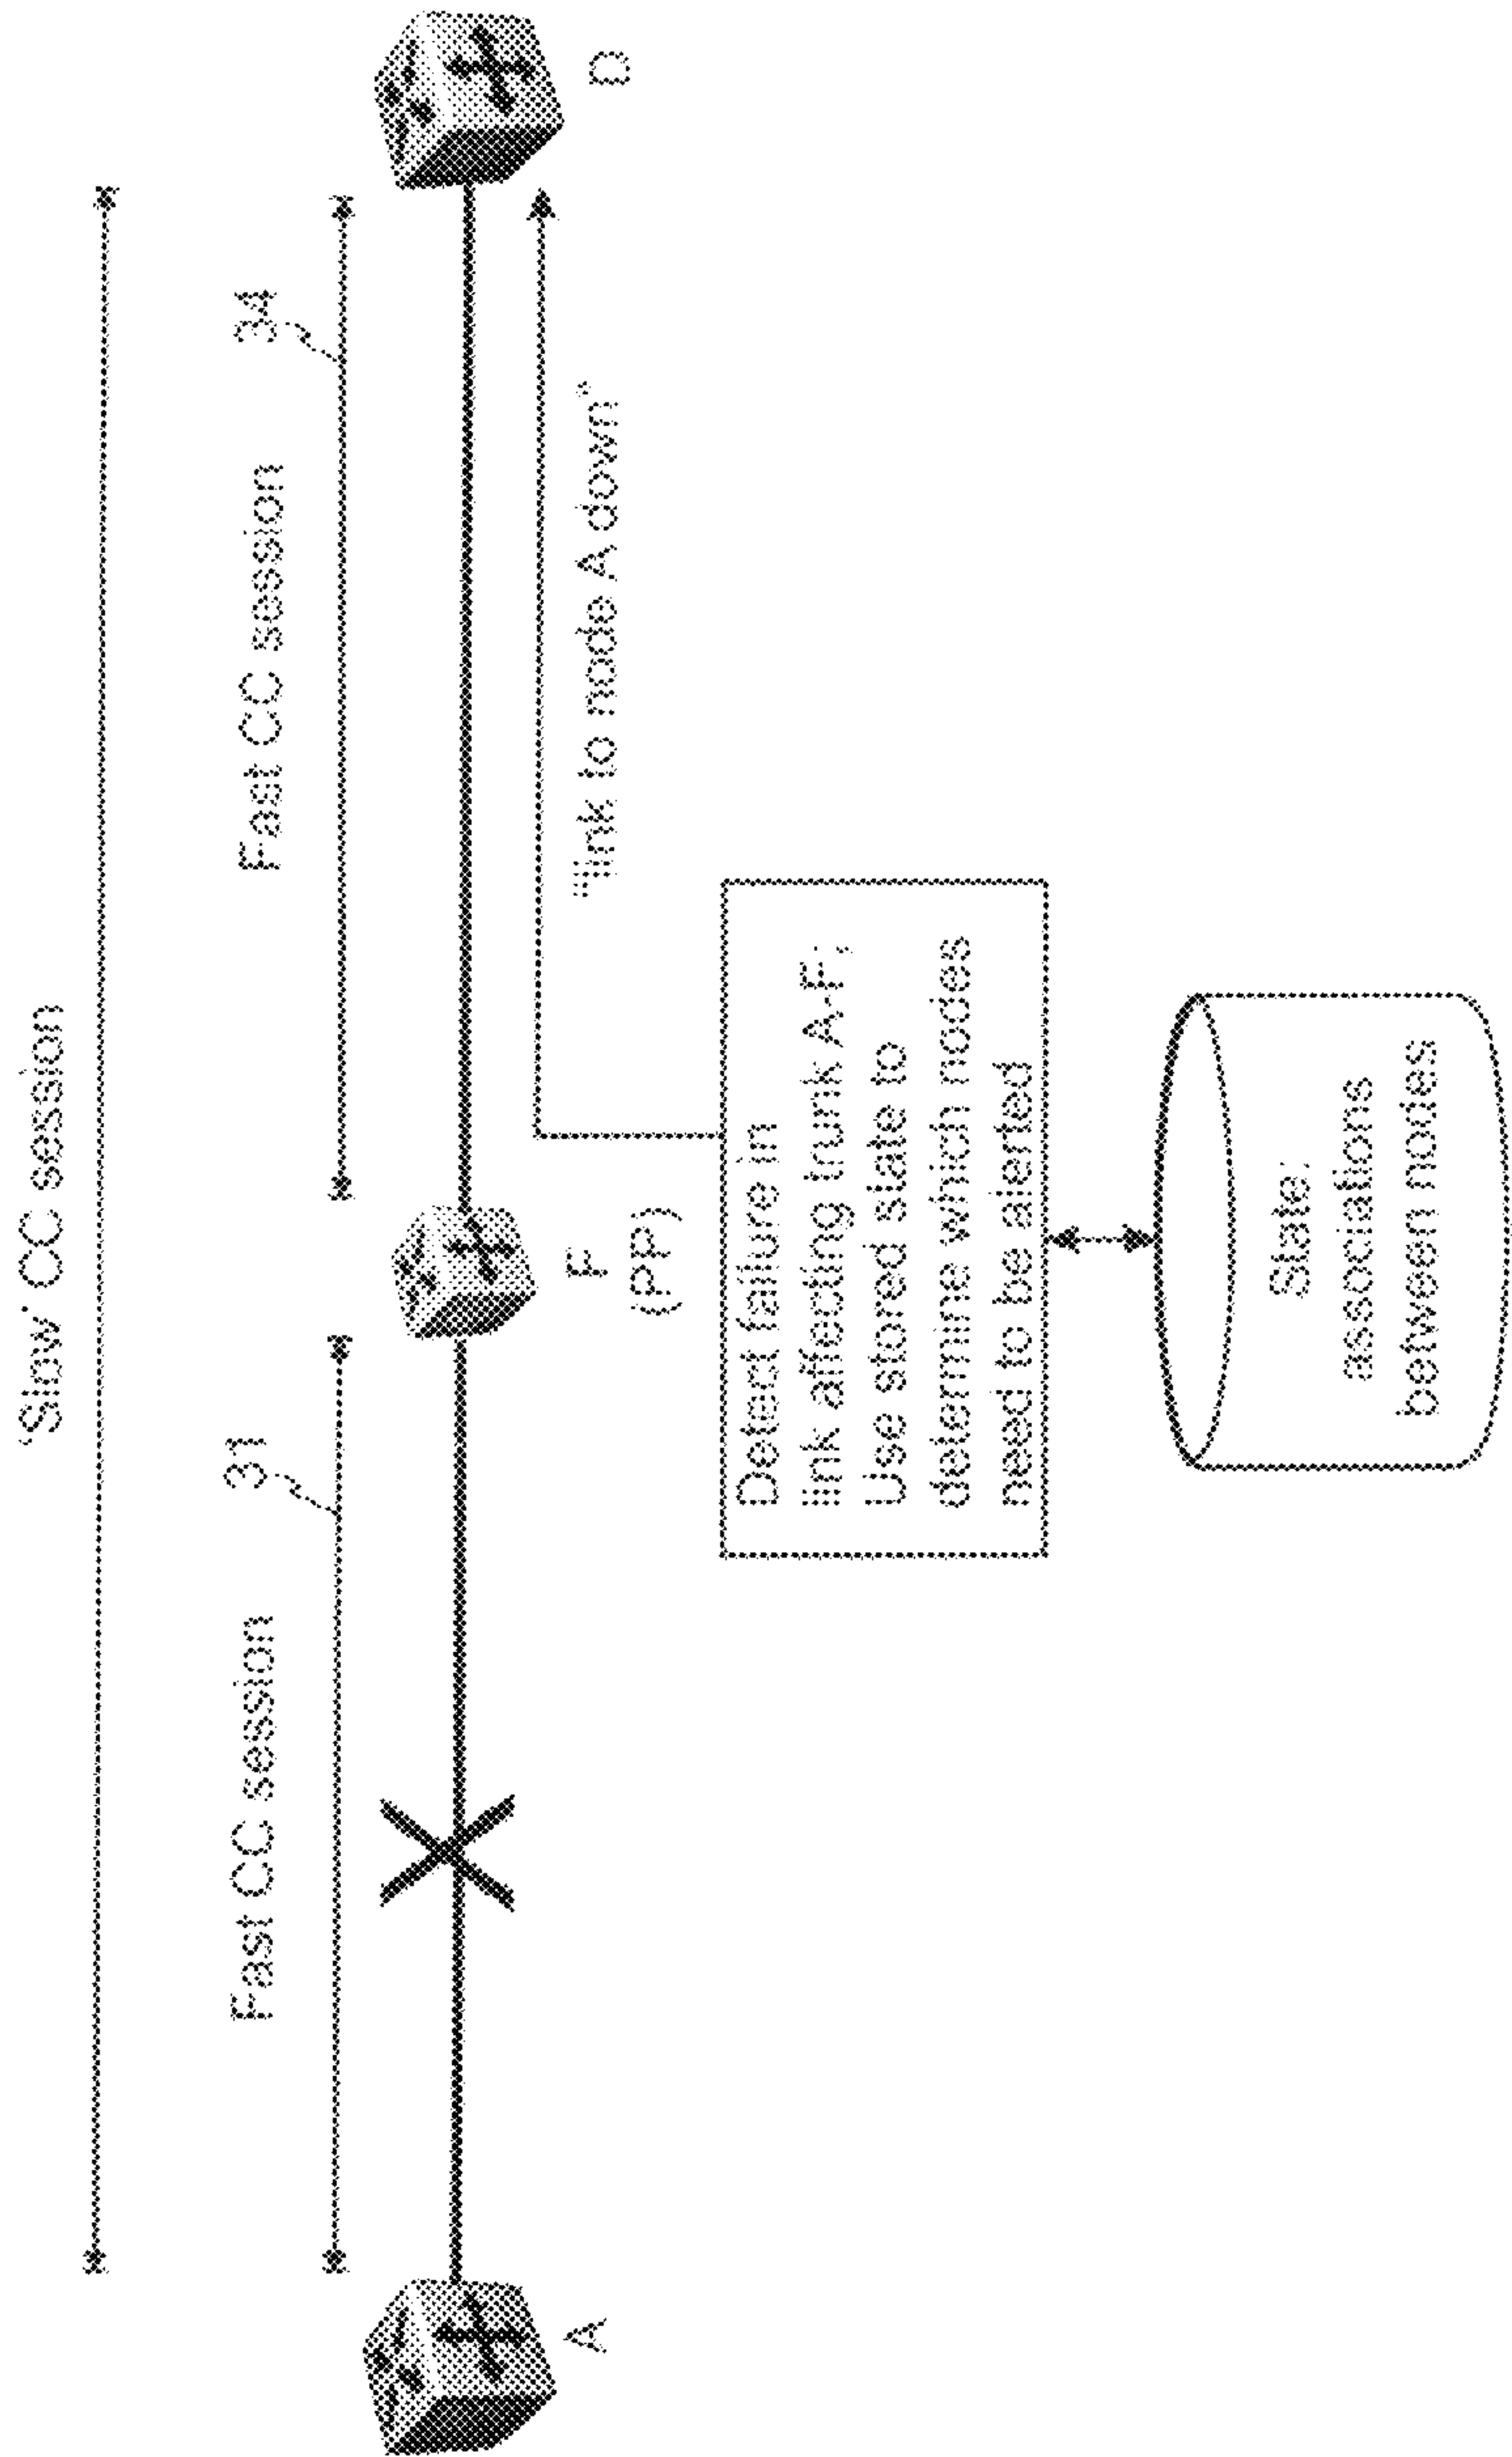 'Slow' CC session
Fast CC session
31
Fast CC session
34
A
F
(PP)
D
"link to node A down"
Detect failure in
link affecting trunk A-F;
Use stored state to
determine which nodes
need to be alerted
State:
associations
between nodes